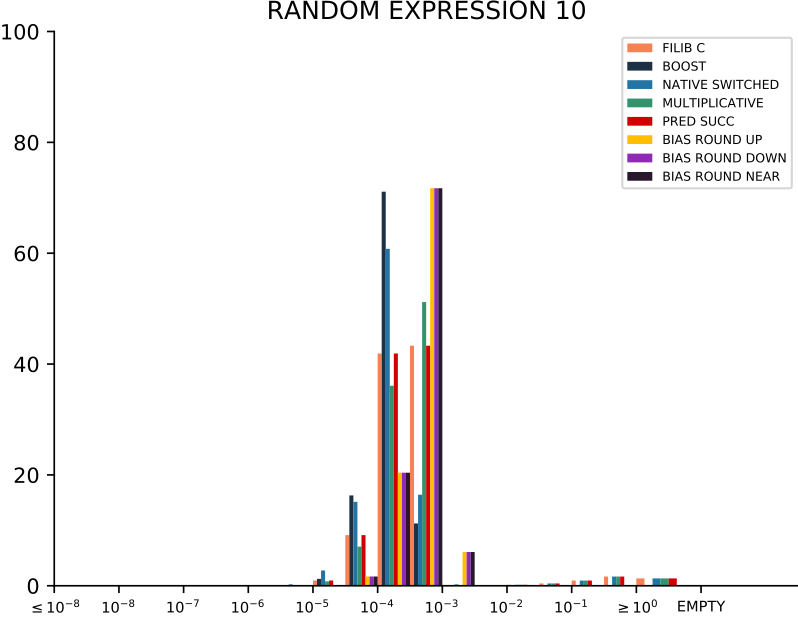 RANDOM EXPRESSION 10
100
80
60
40
20
0
FILIB C
BOOST
NATIVE SWITCHED
MULTIPLICATIVE
PRED SUCC
BIAS ROUND UP
BIAS ROUND DOWN
BIAS ROUND NEAR
≤10⁻⁸ 10⁻⁸ 10⁻⁷ 10⁻⁶ 10⁻⁵ 10⁻⁴ 10⁻³ 10⁻² 10⁻¹ ≥10⁰ EMPTY